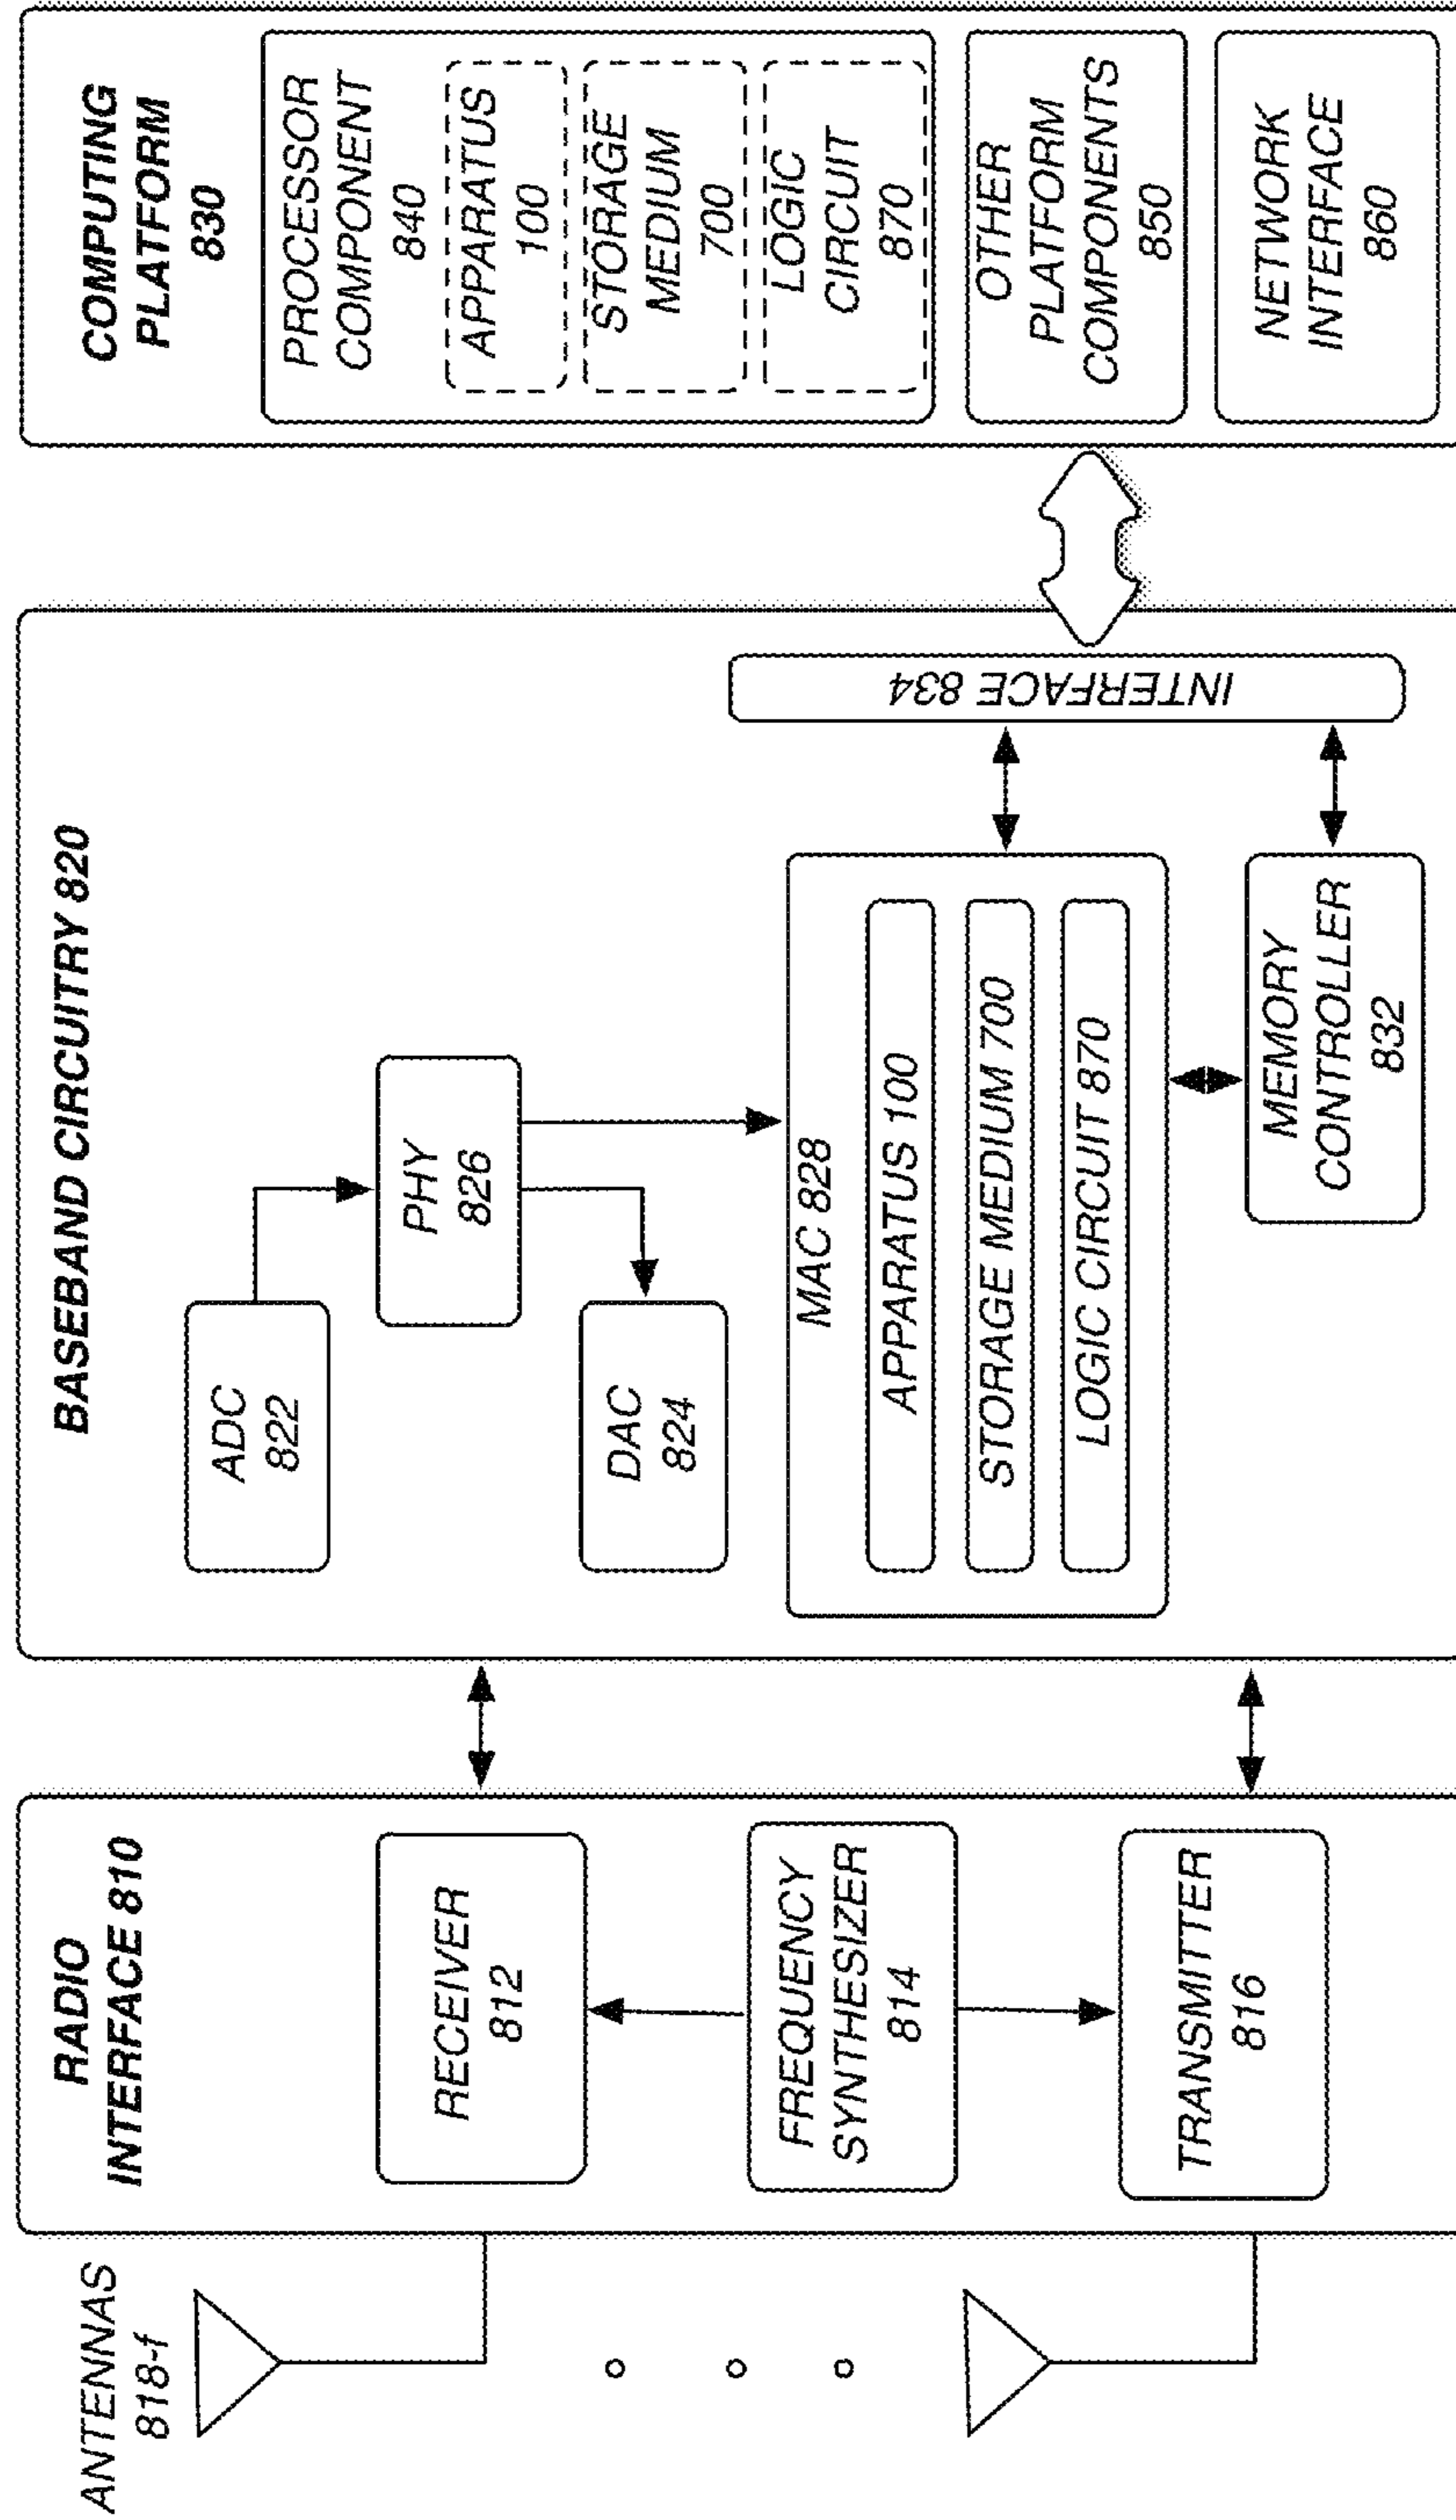 ANTENNAS
818-f
RADIO
INTERFACE 810
RECEIVER
812
FREQUENCY
SYNTHESIZER
814
TRANSMITTER
816
BASEBAND CIRCUITRY 820
ADC
822
PHY
826
DAC
824
MAC 828
APPARATUS 100
STORAGE MEDIUM 700
LOGIC CIRCUIT 870
MEMORY
CONTROLLER
832
INTERFACE 834
COMPUTING
PLATFORM
830
PROCESSOR
COMPONENT
840
APPARATUS
100
STORAGE
MEDIUM
700
LOGIC
CIRCUIT
870
OTHER
PLATFORM
COMPONENTS
850
NETWORK
INTERFACE
860